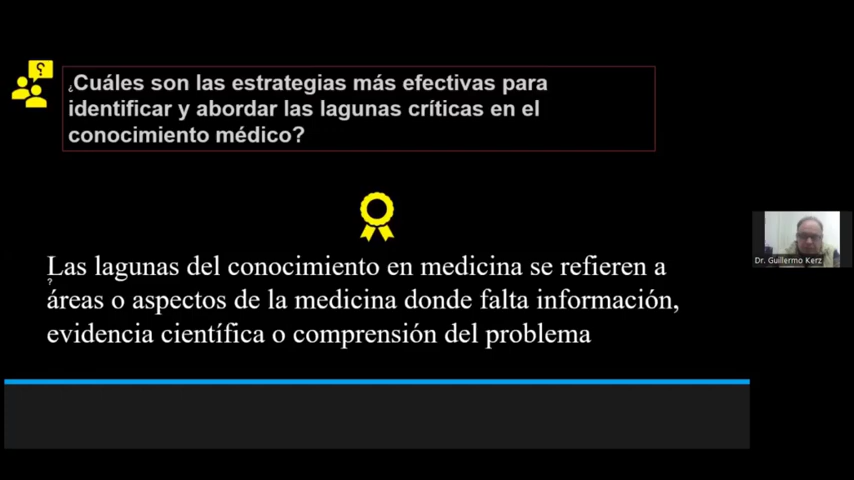 ¿Cuáles son las estrategias más efectivas para
identificar y abordar las lagunas críticas en el
conocimiento médico?
Las lagunas del conocimiento en medicina se refieren a
?
áreas o aspectos de la medicina donde falta información,
evidencia científica o comprensión del problema
Dr. Guillermo Kerz